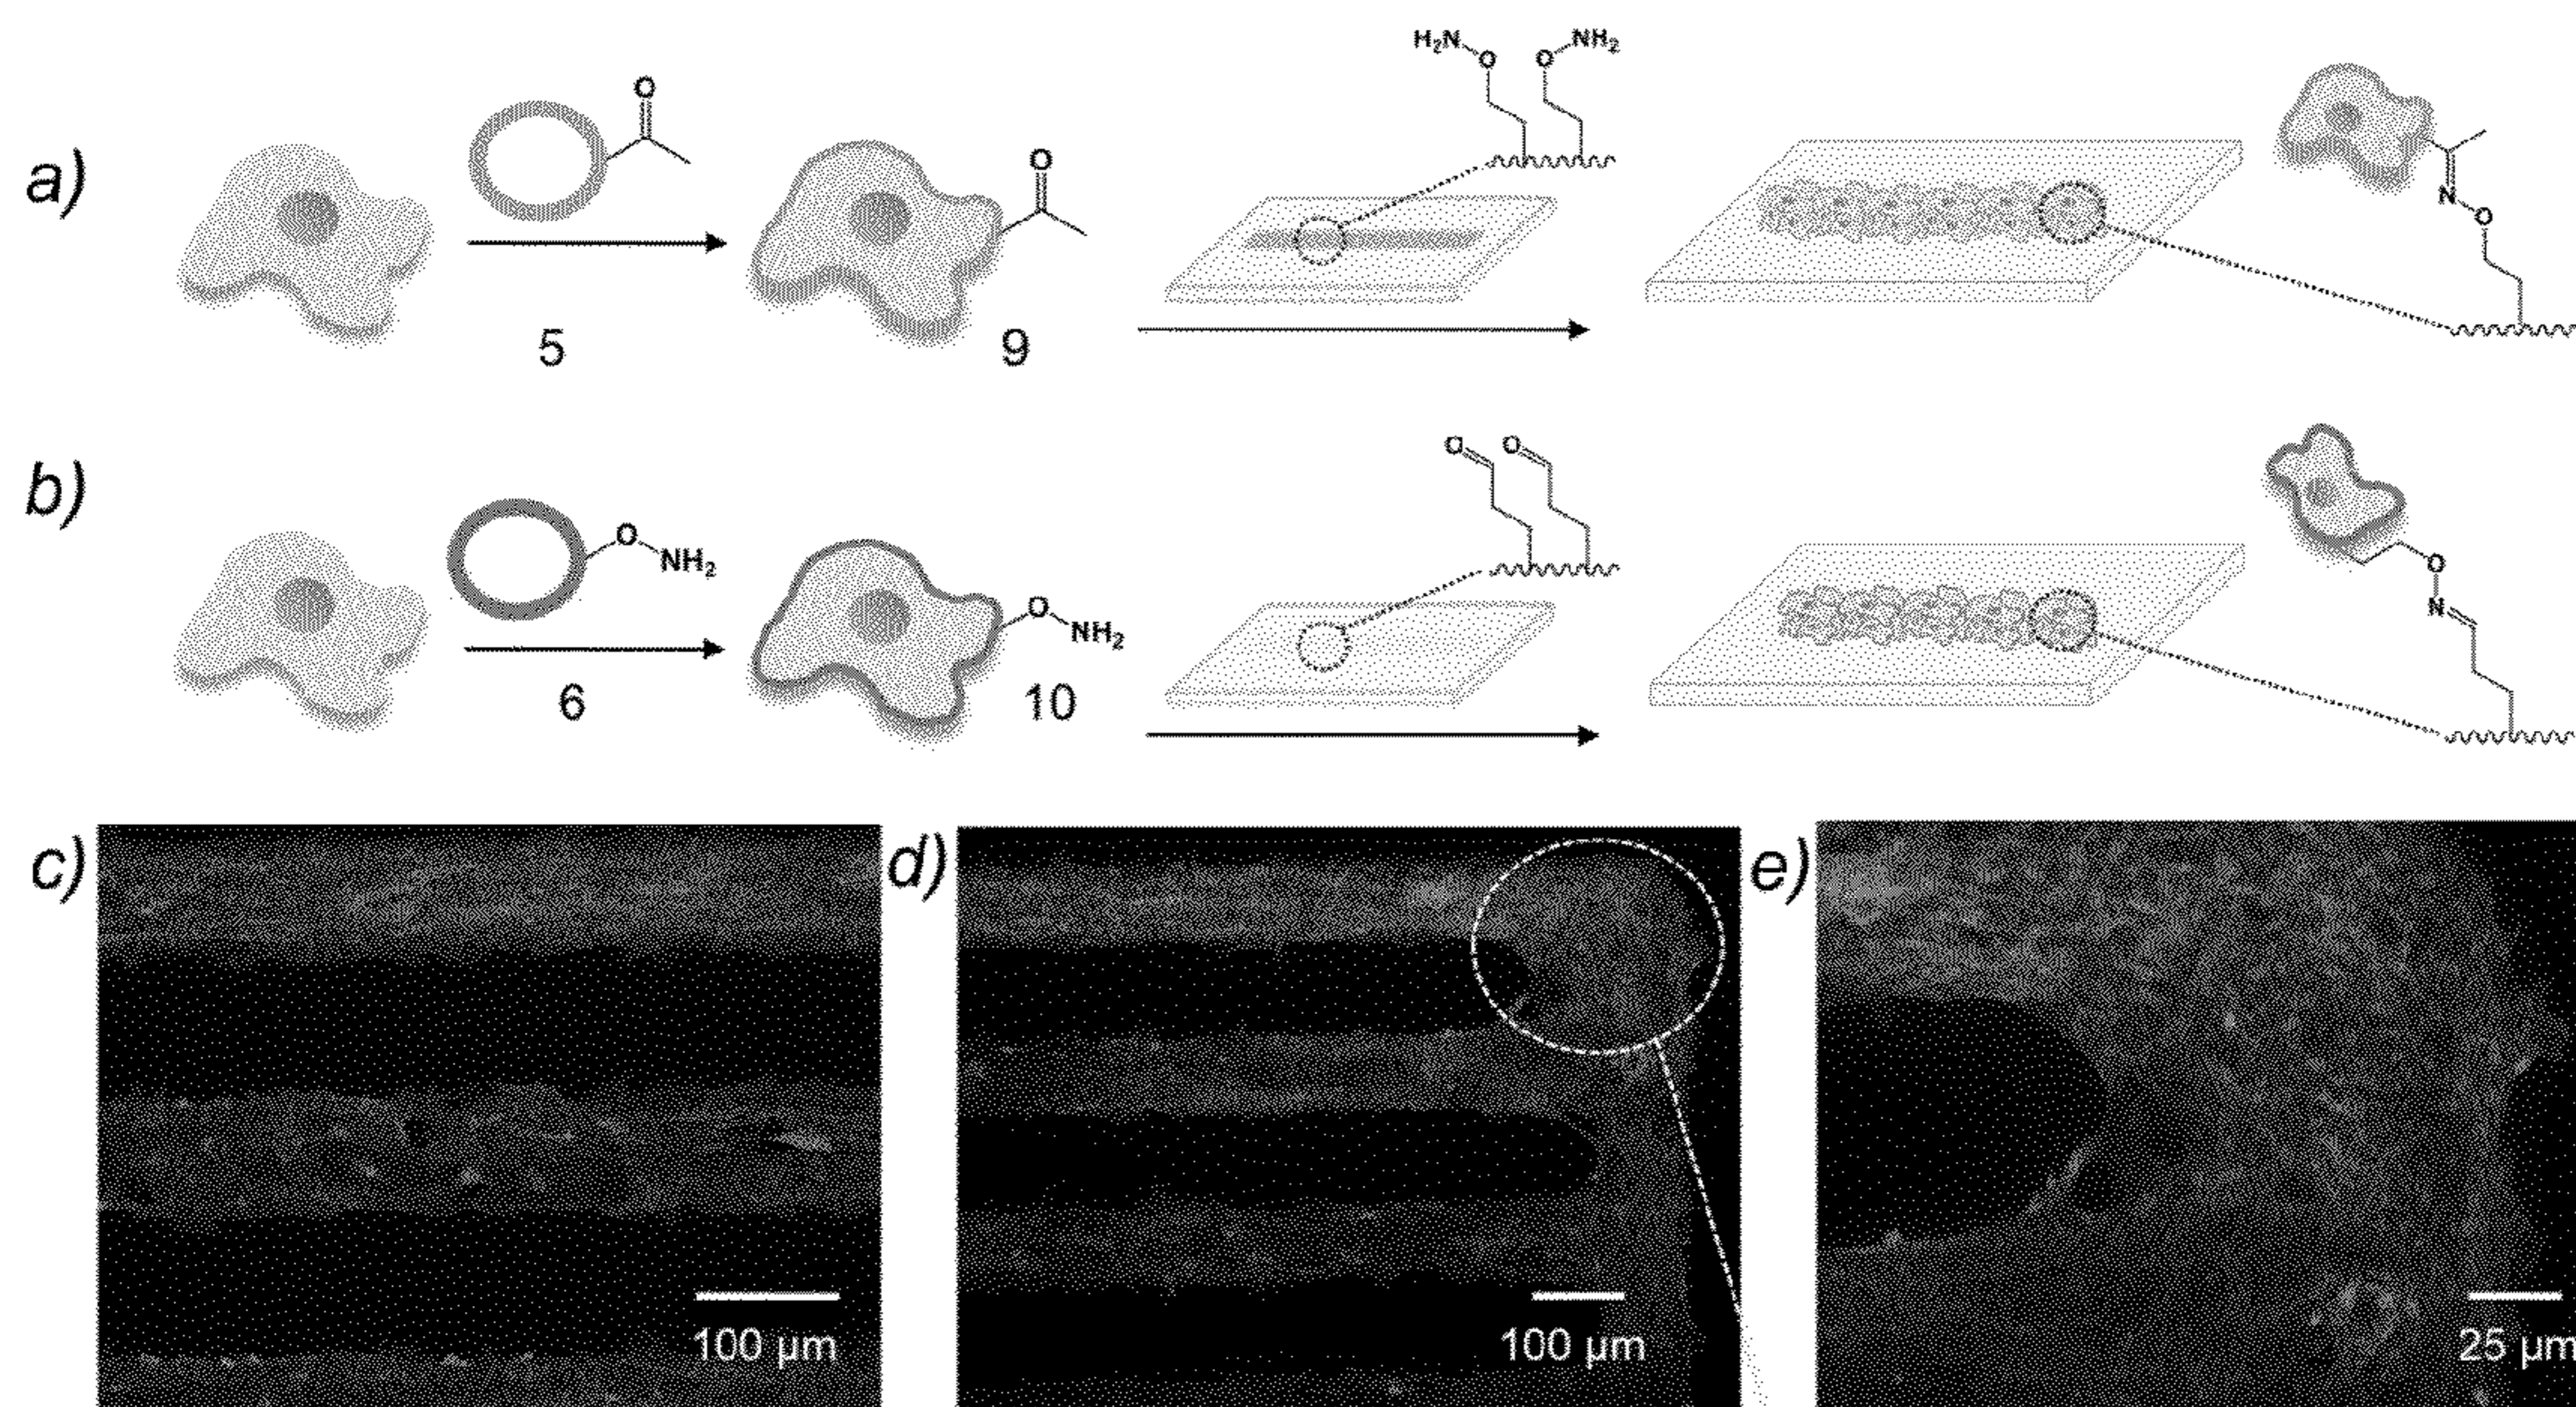 a)
O
5
O
9
H₂N O O NH₂
N O
b)
O NH₂
6
O NH₂
10
O O
O
N
c)
100 µm
d)
100 µm
e)
25 µm